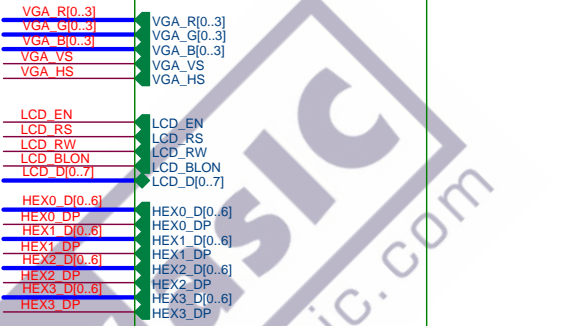 VGA_R[0..3] VGA_R[0..3]
VGA_G[0..3] VGA_G[0..3]
VGA_B[0..3] VGA_B[0..3]
VGA_VS VGA_VS
VGA_HS VGA_HS
LCD_EN LCD_EN
LCD_RS LCD_RS
LCD_RW LCD_RW
LCD_BLON LCD_BLON
LCD_D[0..7] LCD_D[0..7]
HEX0_D[0..6] HEX0_D[0..6]
HEX0_DP HEX0_DP
HEX1_D[0..6] HEX1_D[0..6]
HEX1_DP HEX1_DP
HEX2_D[0..6] HEX2_D[0..6]
HEX2_DP HEX2_DP
HEX3_D[0..6] HEX3_D[0..6]
HEX3_DP HEX3_DP
sic
ic.com